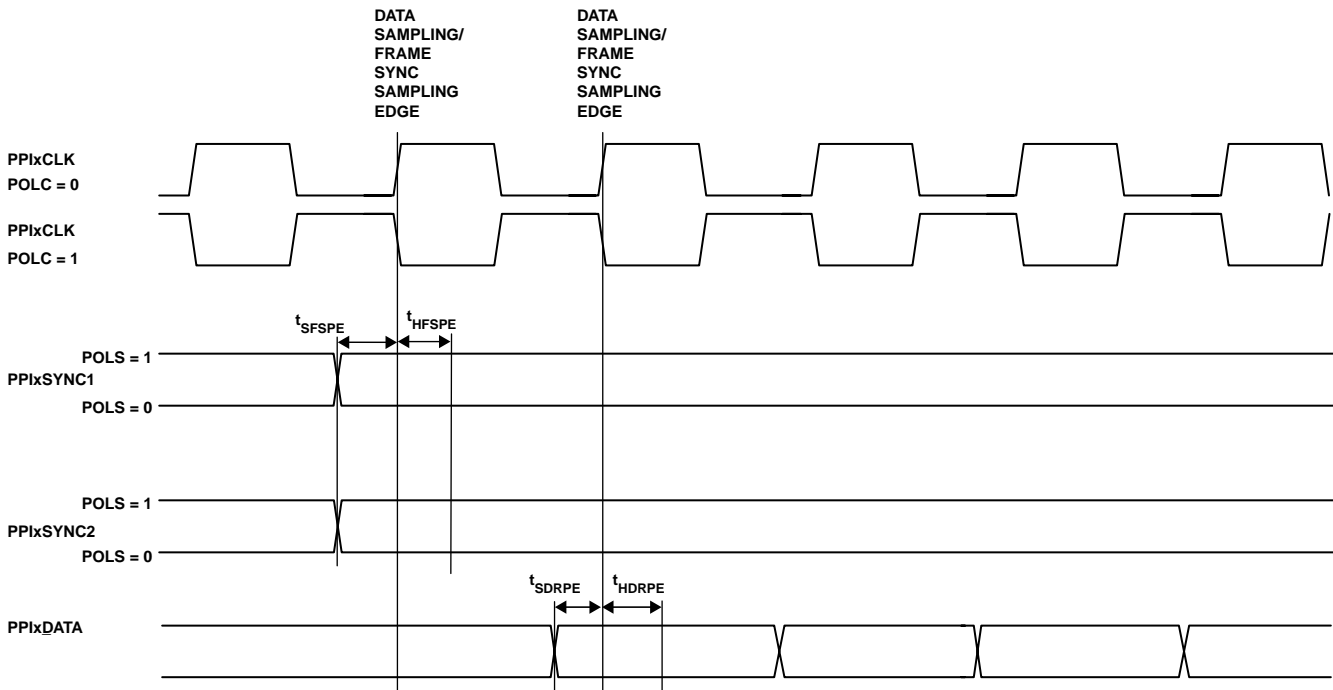 DATA
SAMPLING/
FRAME
SYNC
SAMPLING
EDGE
DATA
SAMPLING/
FRAME
SYNC
SAMPLING
EDGE
PPIxCLK
POLC = 0
PPIxCLK
POLC = 1
tSFSPE
tHFSPE
POLS = 1
PPIxSYNC1
POLS = 0
POLS = 1
PPIxSYNC2
POLS = 0
tSDRPE
tHDRPE
PPIxDATA